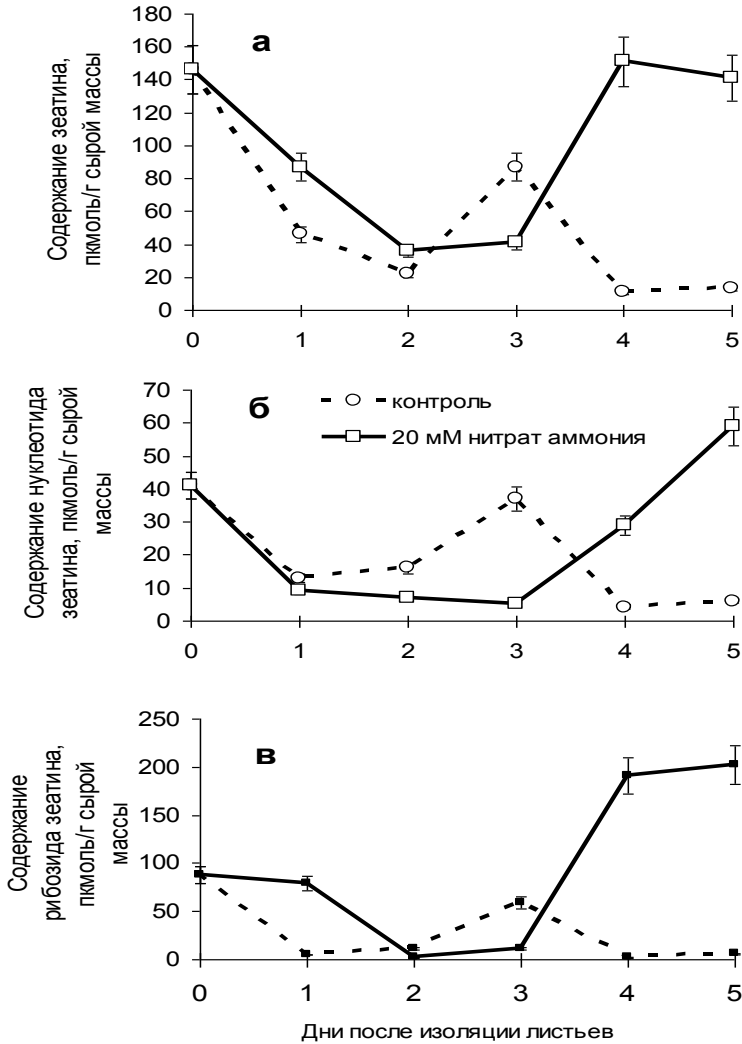 Содержание зеатина,
пкмоль/г сырой массы
180
160
140
120
100
80
60
40
20
0
а
0 1 2 3 4 5
Содержание нуклеотида
зеатина, пкмоль/г сырой
массы
70
60
50
40
30
20
10
0
б
контроль
20 мМ нитрат аммония
0 1 2 3 4 5
Содержание
рибозида зеатина,
пкмоль/г сырой
массы
250
200
150
100
50
0
в
0 1 2 3 4 5
Дни после изоляции листьев